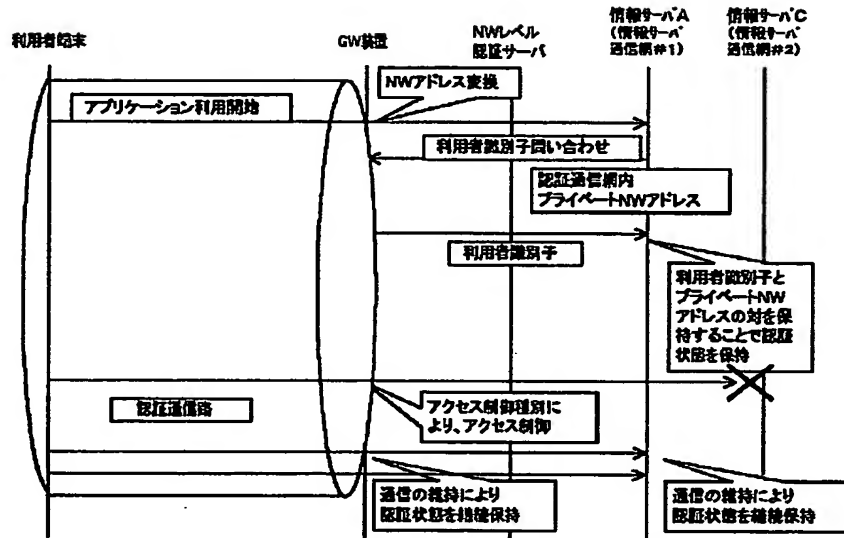 利用者端末
GW装置
NWレベル
認証サーバ
情報サーバA
(情報サーバ
通信網#1)
情報サーバC
(情報サーバ
通信網#2)
NWアドレス変換
アプリケーション利用開始
利用者識別子問い合わせ
認証通信網内
プライベートNWアドレス
利用者識別子
利用者識別子と
プライベートNW
アドレスの対を保
持することで認証
状態を保持
認証通信路
アクセス制御種別に
より、アクセス制御
通信の維持により
認証状態を継続保持
通信の維持により
認証状態を継続保持